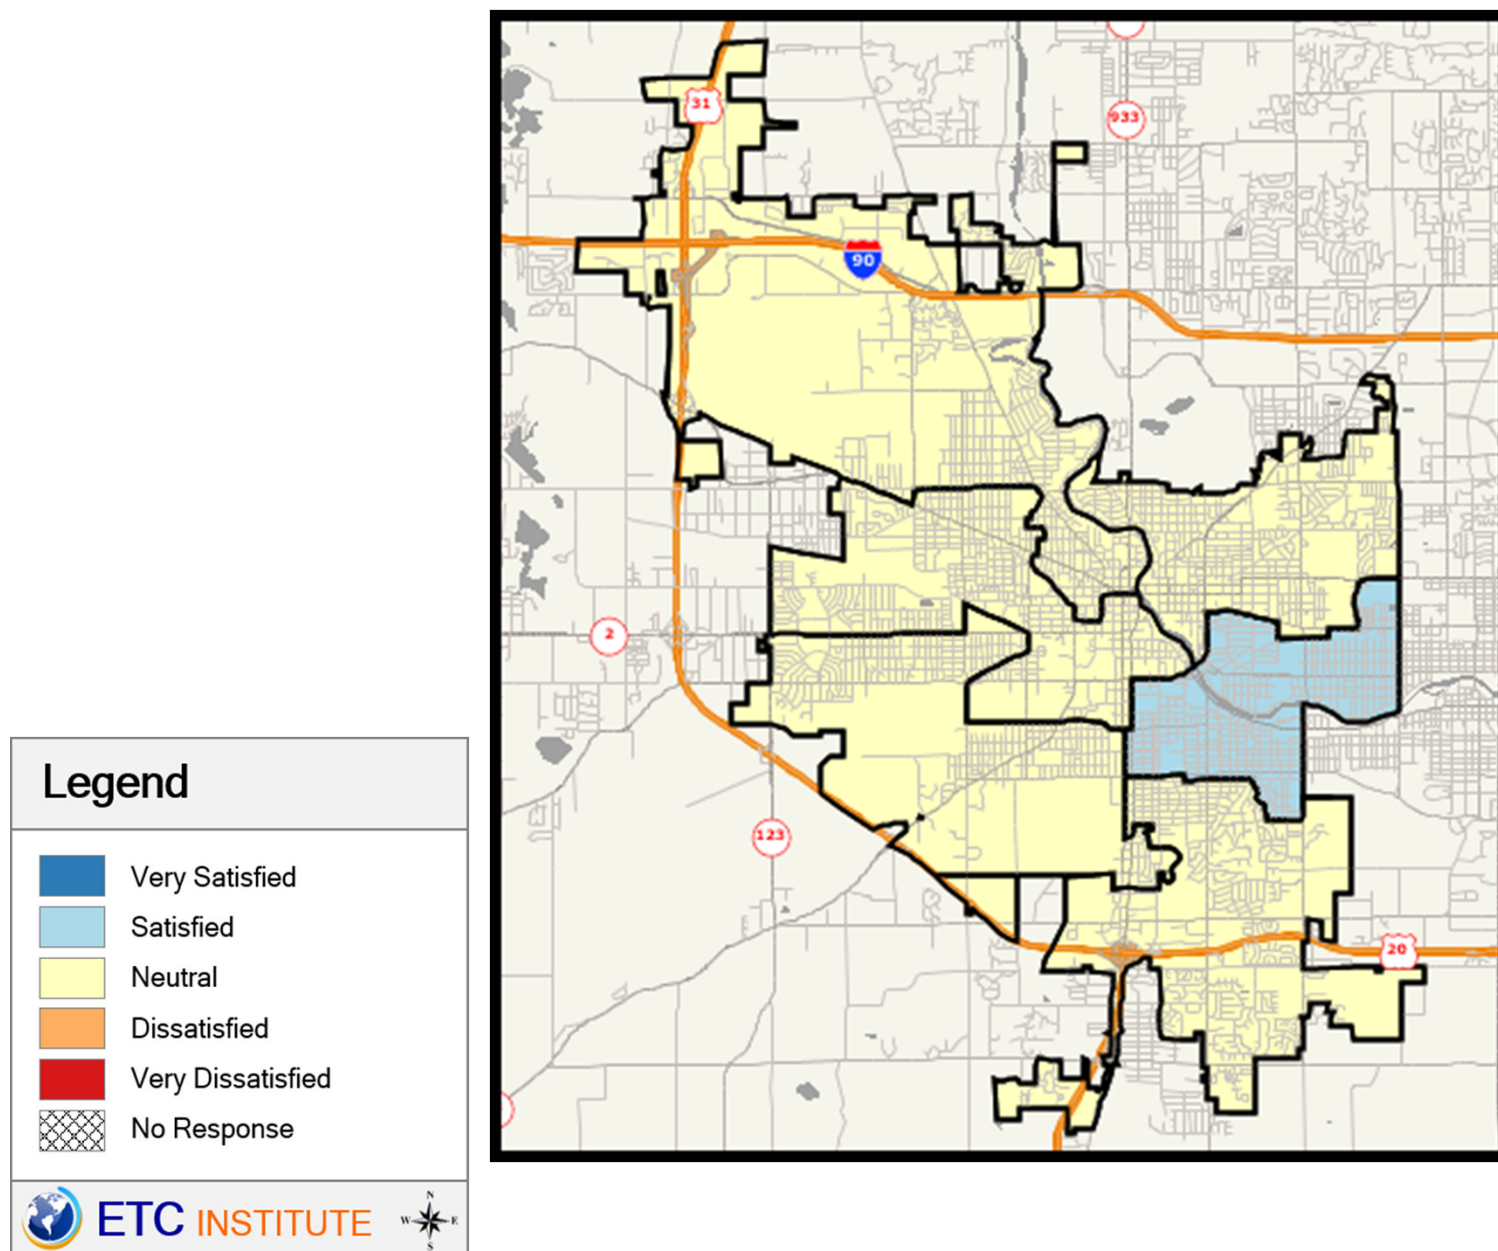 31
933
90
2
123
20
Legend
Very Satisfied
Satisfied
Neutral
Dissatisfied
Very Dissatisfied
No Response
ETC INSTITUTE
N
W E
S